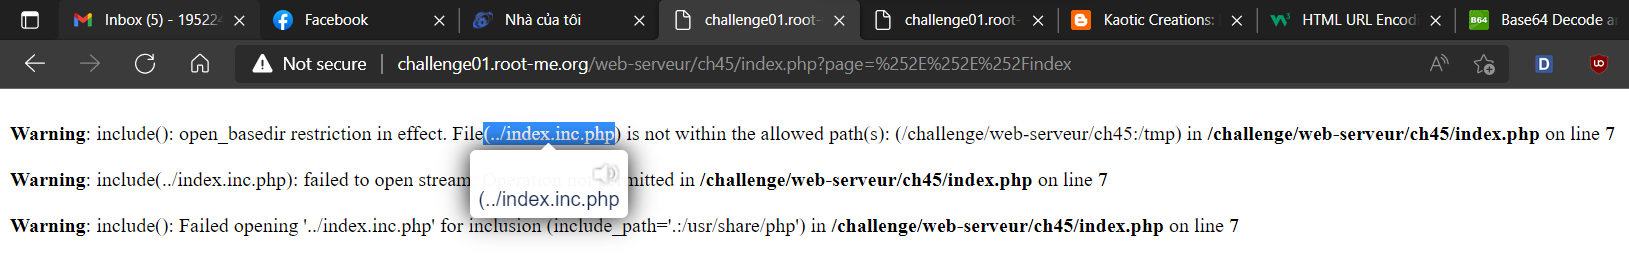 Inbox (5) - 195224
Facebook
Nhà của tôi
challenge01.root-
challenge01.root-
Kaotic Creations:
HTML URL Encod
B64
Base64 Decode a
Not secure | challenge01.root-me.org/web-serveur/ch45/index.php?page=%252E%252E%252Findex
Warning: include(): open_basedir restriction in effect. File(../index.inc.php) is not within the allowed path(s): (/challenge/web-serveur/ch45:/tmp) in /challenge/web-serveur/ch45/index.php on line 7
Warning: include(../index.inc.php): failed to open stream: Operation not permitted in /challenge/web-serveur/ch45/index.php on line 7
(../index.inc.php
Warning: include(): Failed opening '../index.inc.php' for inclusion (include_path='.:/usr/share/php') in /challenge/web-serveur/ch45/index.php on line 7